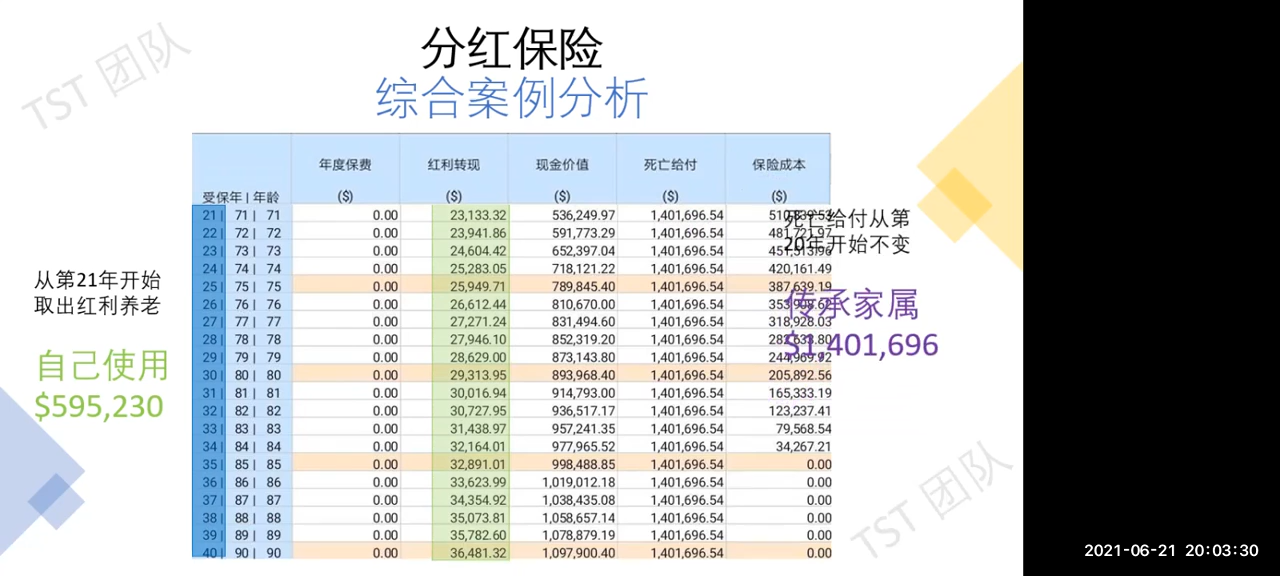 TST 团队
分红保险
综合案例分析
受保年 | 年龄 年度保费 ($) 红利转现 ($) 现金价值 ($) 死亡给付 ($) 保险成本 ($)
21 | 71 | 71 0.00 23,133.32 536,249.97 1,401,696.54
22 | 72 | 72 0.00 23,941.86 591,773.29 1,401,696.54
23 | 73 | 73 0.00 24,604.42 652,397.04 1,401,696.54
24 | 74 | 74 0.00 25,283.05 718,121.22 1,401,696.54 420,161.49
25 | 75 | 75 0.00 25,949.71 789,845.40 1,401,696.54 387,639.19
26 | 76 | 76 0.00 26,612.44 810,670.00 1,401,696.54
27 | 77 | 77 0.00 27,271.24 831,494.60 1,401,696.54 318,928.03
28 | 78 | 78 0.00 27,946.10 852,319.20 1,401,696.54
29 | 79 | 79 0.00 28,629.00 873,143.80 1,401,696.54
30 | 80 | 80 0.00 29,313.95 893,968.40 1,401,696.54 205,892.56
31 | 81 | 81 0.00 30,016.94 914,793.00 1,401,696.54 165,333.19
32 | 82 | 82 0.00 30,727.95 936,517.17 1,401,696.54 123,237.41
33 | 83 | 83 0.00 31,438.97 957,241.35 1,401,696.54 79,568.54
34 | 84 | 84 0.00 32,164.01 977,965.52 1,401,696.54 34,267.21
35 | 85 | 85 0.00 32,891.01 998,488.85 1,401,696.54 0.00
36 | 86 | 86 0.00 33,623.99 1,019,012.18 1,401,696.54 0.00
37 | 87 | 87 0.00 34,354.92 1,038,435.08 1,401,696.54 0.00
38 | 88 | 88 0.00 35,073.81 1,058,657.14 1,401,696.54 0.00
39 | 89 | 89 0.00 35,782.60 1,078,879.19 1,401,696.54 0.00
40 | 90 | 90 0.00 36,481.32 1,097,900.40 1,401,696.54 0.00
从第21年开始
取出红利养老
自己使用
$595,230
死亡给付从第
20年开始不变
传承家属
$1,401,696
TST 团队
2021-06-21 20:03:30